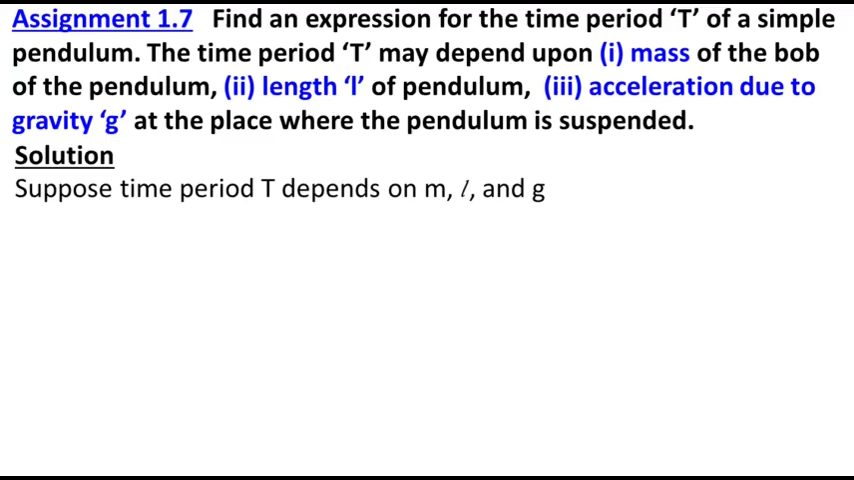 Assignment 1.7 Find an expression for the time period ‘T’ of a simple
pendulum. The time period ‘T’ may depend upon (i) mass of the bob
of the pendulum, (ii) length ‘l’ of pendulum, (iii) acceleration due to
gravity ‘g’ at the place where the pendulum is suspended.
Solution
Suppose time period T depends on m, l, and g